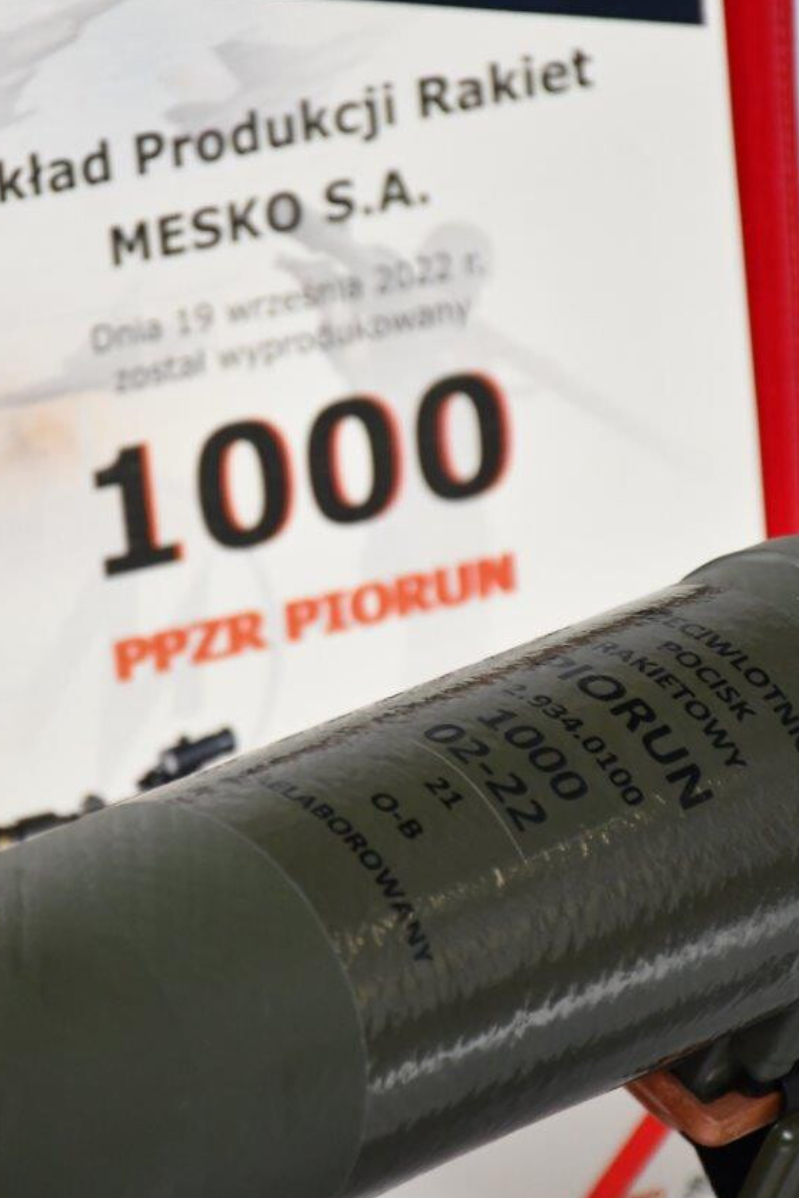 kład Produkcji Rakiet
MESKO S.A.
Dnia 19 września 2022 r.
został wyprodukowany
1000
PPZR PIORUN
ECIWLOTNI
POCISK
RAKIETOWY
PIORUN
2.934.0100
1000
02-22
21
O-B
ELABOROWANY